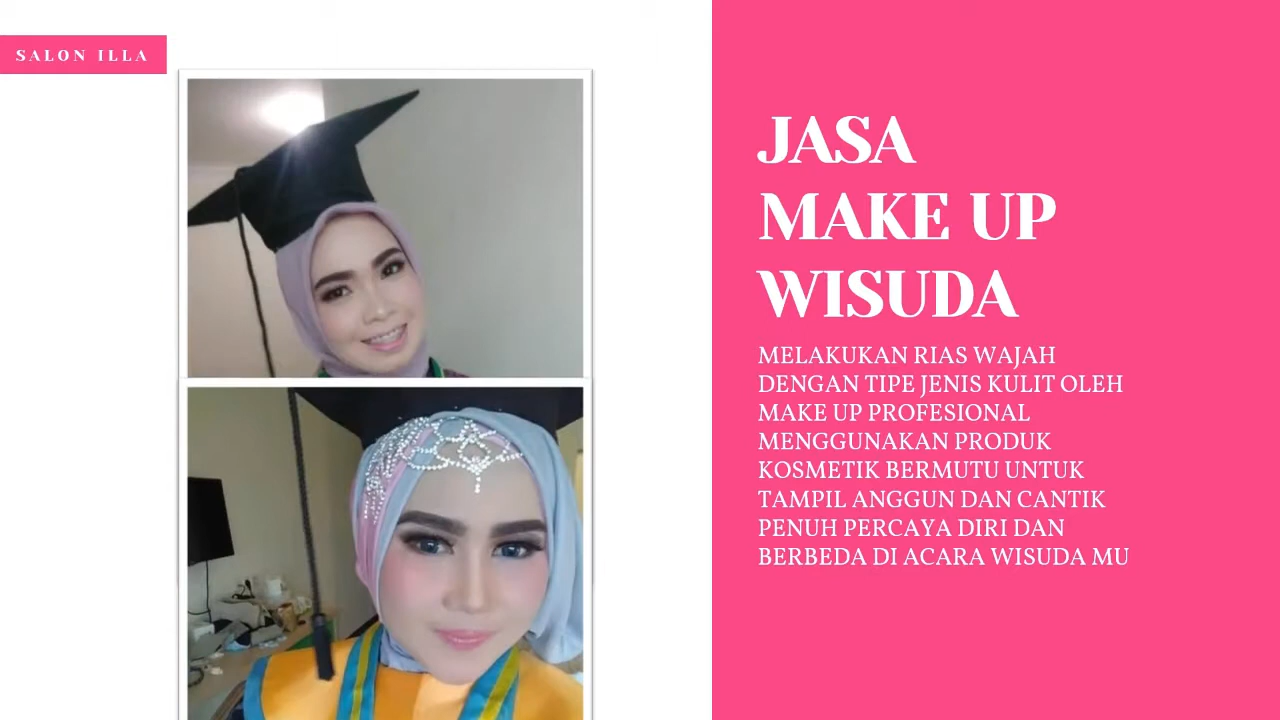 SALON ILLA
JASA
MAKE UP
WISUDA
MELAKUKAN RIAS WAJAH
DENGAN TIPE JENIS KULIT OLEH
MAKE UP PROFESIONAL
MENGGUNAKAN PRODUK
KOSMETIK BERMUTU UNTUK
TAMPIL ANGGUN DAN CANTIK
PENUH PERCAYA DIRI DAN
BERBEDA DI ACARA WISUDA MU